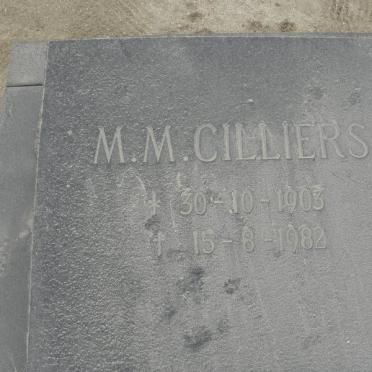 M.M. CILLIERS
* 30-10-1903
† 15-8-1982